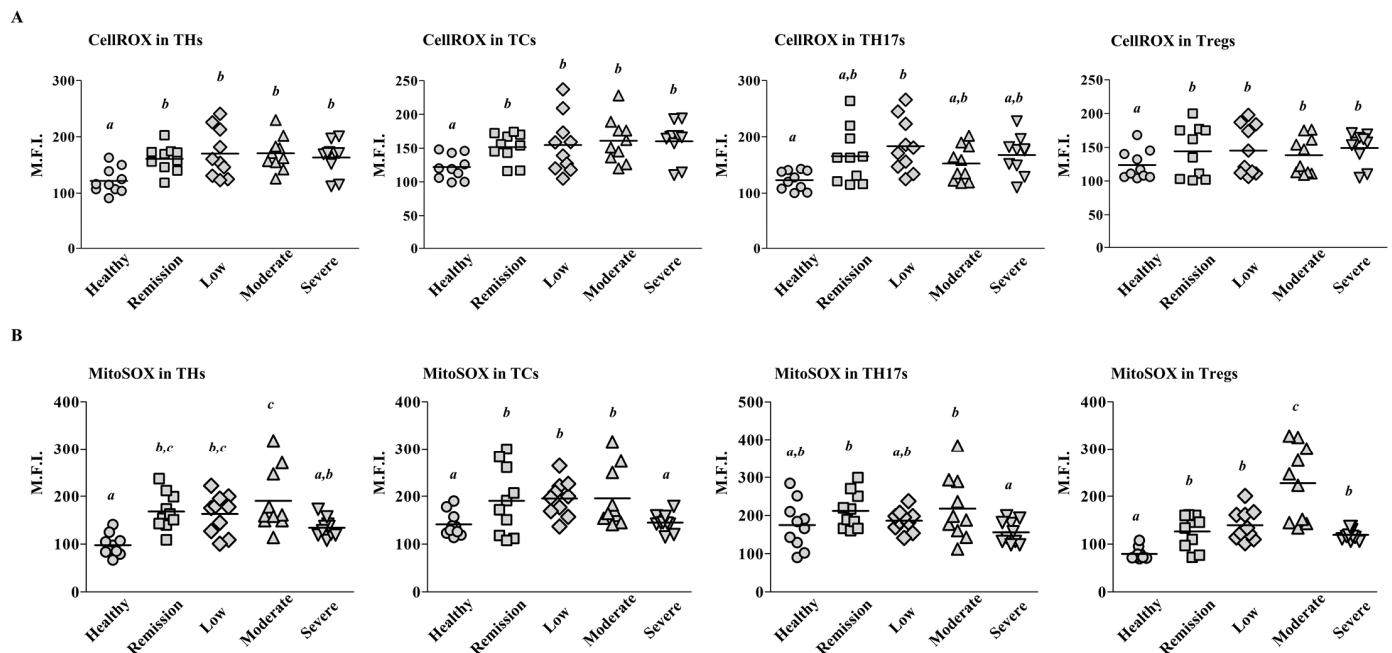 A
CellROX in THs
CellROX in TCs
CellROX in TH17s
CellROX in Tregs
M.F.I.
300
200
100
0
a
b
b
b
b
Healthy
Remission
Low
Moderate
Severe
M.F.I.
250
200
150
100
50
0
a
b
b
b
b
Healthy
Remission
Low
Moderate
Severe
M.F.I.
300
200
100
0
a
a,b
b
a,b
a,b
Healthy
Remission
Low
Moderate
Severe
M.F.I.
250
200
150
100
50
0
a
b
b
b
b
Healthy
Remission
Low
Moderate
Severe
B
MitoSOX in THs
MitoSOX in TCs
MitoSOX in TH17s
MitoSOX in Tregs
M.F.I.
400
300
200
100
0
a
b,c
b,c
c
a,b
Healthy
Remission
Low
Moderate
Severe
M.F.I.
400
300
200
100
0
a
b
b
b
a
Healthy
Remission
Low
Moderate
Severe
M.F.I.
500
400
300
200
100
0
a,b
b
a,b
b
a
Healthy
Remission
Low
Moderate
Severe
M.F.I.
400
300
200
100
0
a
b
b
c
b
Healthy
Remission
Low
Moderate
Severe